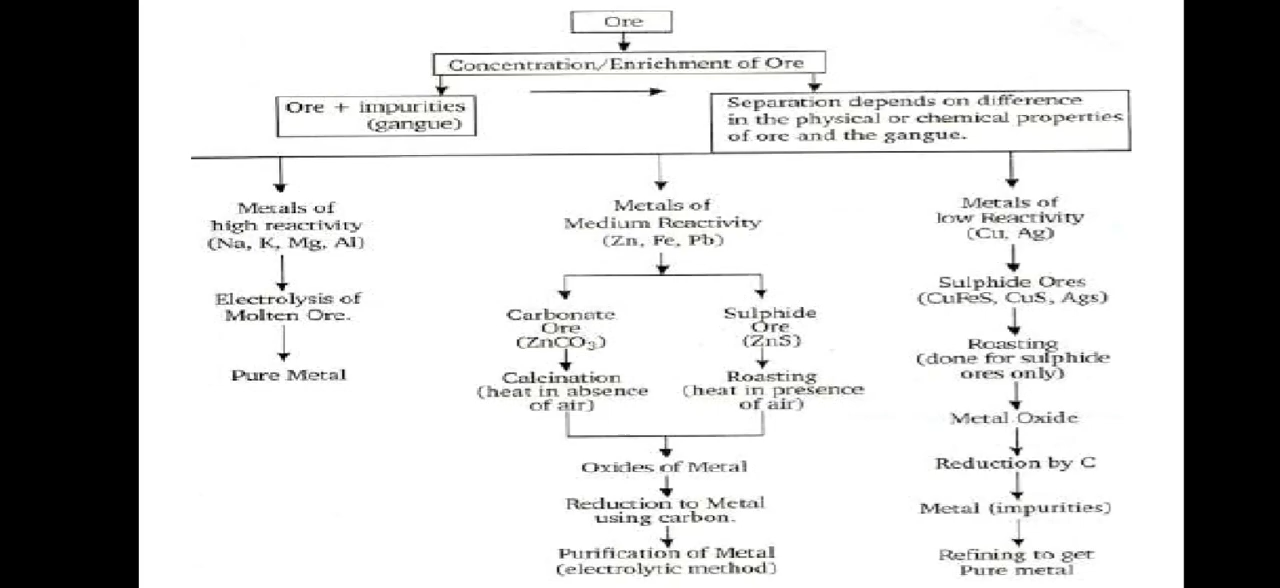 Ore
Concentration/Enrichment of Ore
Ore + impurities
(gangue)
Separation depends on difference
in the physical or chemical properties
of ore and the gangue.
Metals of
high reactivity
(Na, K, Mg, Al)
Electrolysis of
Molten Ore.
Pure Metal
Metals of
Medium Reactivity
(Zn, Fe, Pb)
Carbonate
Ore
(ZnCO₃)
Calcination
(heat in absence
of air)
Sulphide
Ore
(ZnS)
Roasting
(heat in presence
of air)
Oxides of Metal
Reduction to Metal
using carbon.
Purification of Metal
(electrolytic method)
Metals of
low Reactivity
(Cu, Ag)
Sulphide Ores
(CuFeS, CuS, Ags)
Roasting
(done for sulphide
ores only)
Metal Oxide
Reduction by C
Metal (impurities)
Refining to get
Pure metal